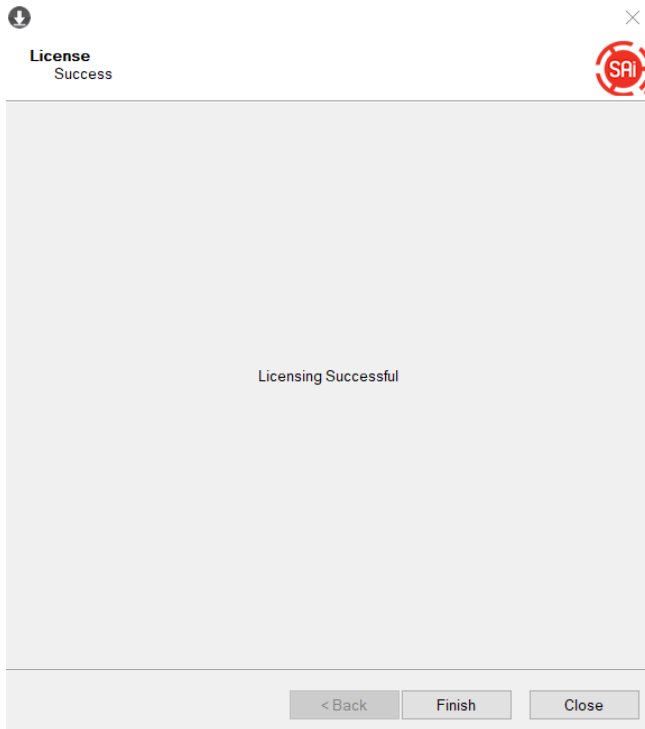 License
Success
SAi
Licensing Successful
< Back
Finish
Close